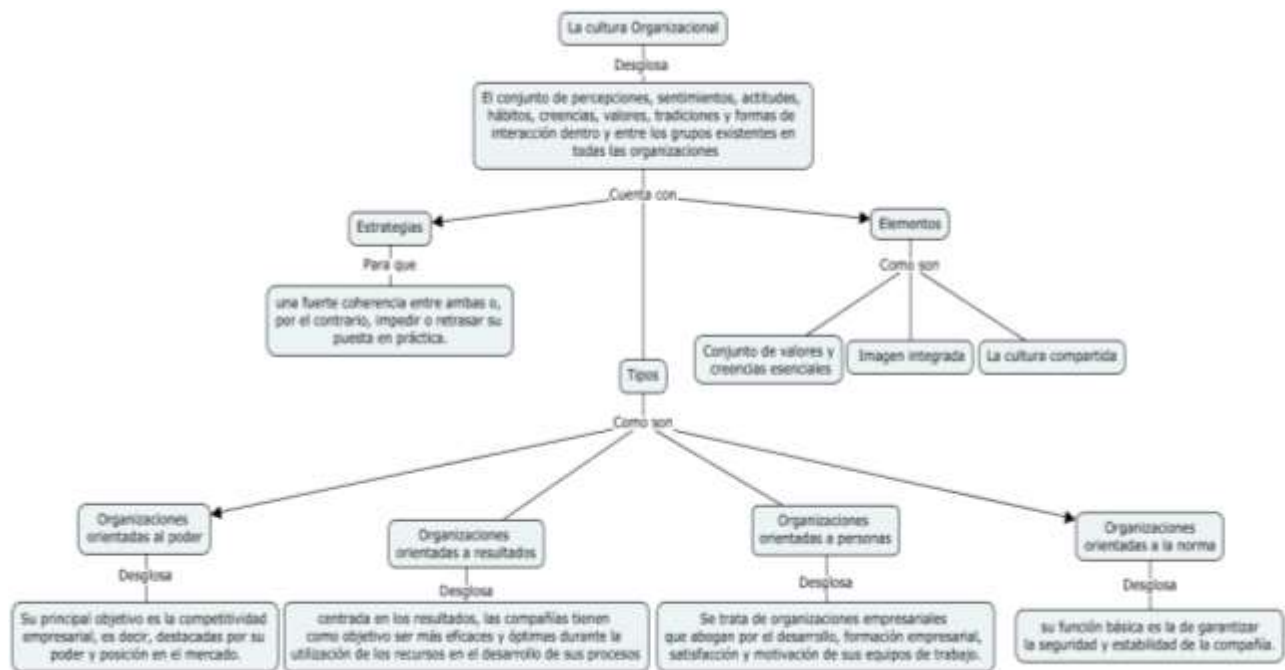 La cultura Organizacional
Desglosa
El conjunto de percepciones, sentimientos, actitudes,
hábitos, creencias, valores, tradiciones y formas de
interacción dentro y entre los grupos existentes en
todas las organizaciones
Cuenta con
Estrategias
Para que
una fuerte coherencia entre ambas o,
por el contrario, impedir o retrasar su
puesta en práctica.
Elementos
Como son
Conjunto de valores y
creencias esenciales
Imagen integrada
La cultura compartida
Tipos
Como son
Organizaciones
orientadas al poder
Desglosa
Su principal objetivo es la competitividad
empresarial, es decir, destacadas por su
poder y posición en el mercado.
Organizaciones
orientadas a resultados
Desglosa
centrada en los resultados, las compañías tienen
como objetivo ser más eficaces y óptimas durante la
utilización de los recursos en el desarrollo de sus procesos
Organizaciones
orientadas a personas
Desglosa
Se trata de organizaciones empresariales
que abogan por el desarrollo, formación empresarial,
satisfacción y motivación de sus equipos de trabajo.
Organizaciones
orientadas a la norma
Desglosa
su función básica es la de garantizar
la seguridad y estabilidad de la compañía.